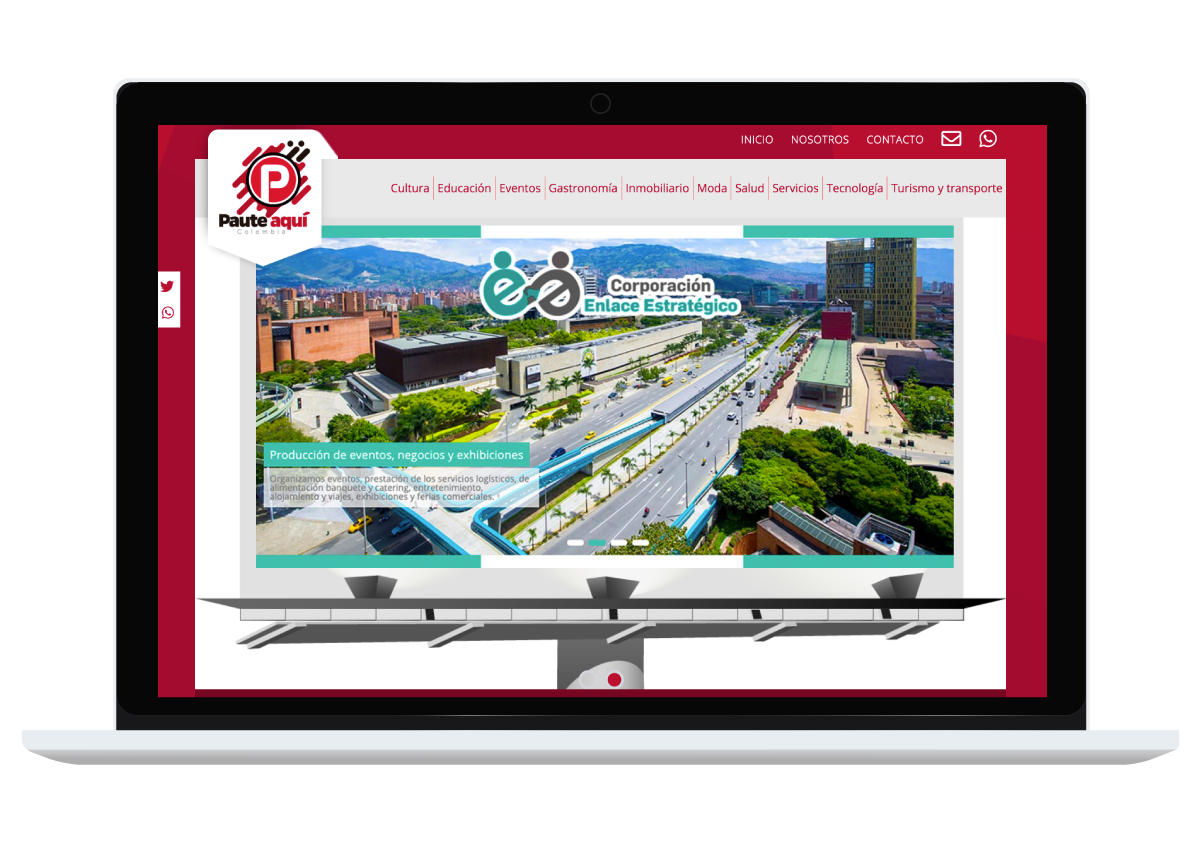 INICIO NOSOTROS CONTACTO
P
Paute aquí
Colombia
Cultura Educación Eventos Gastronomía Inmobiliario Moda Salud Servicios Tecnología Turismo y transporte
Corporación
Enlace Estratégico
Producción de eventos, negocios y exhibiciones
Organizamos eventos, prestación de los servicios logísticos, de
alimentación banquete y catering, entretenimiento,
alojamiento y viajes, exhibiciones y ferias comerciales.